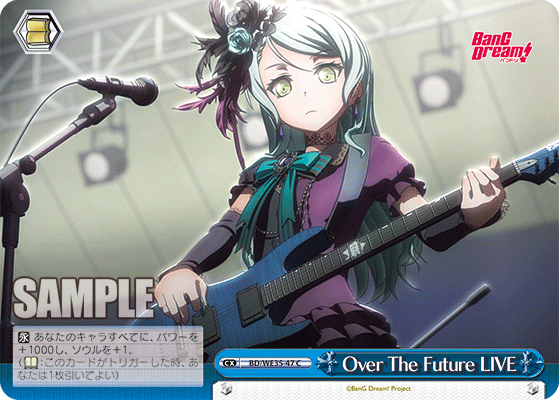 BanG
Dream!
バンドリ!
SAMPLE
永 あなたのキャラすべてに、パワーを
+1000し、ソウルを+1。
(:このカードがトリガーした時、あ
なたは1枚引いてよい)
CX BD/WE35-47 C Over The Future LIVE
©BanG Dream! Project